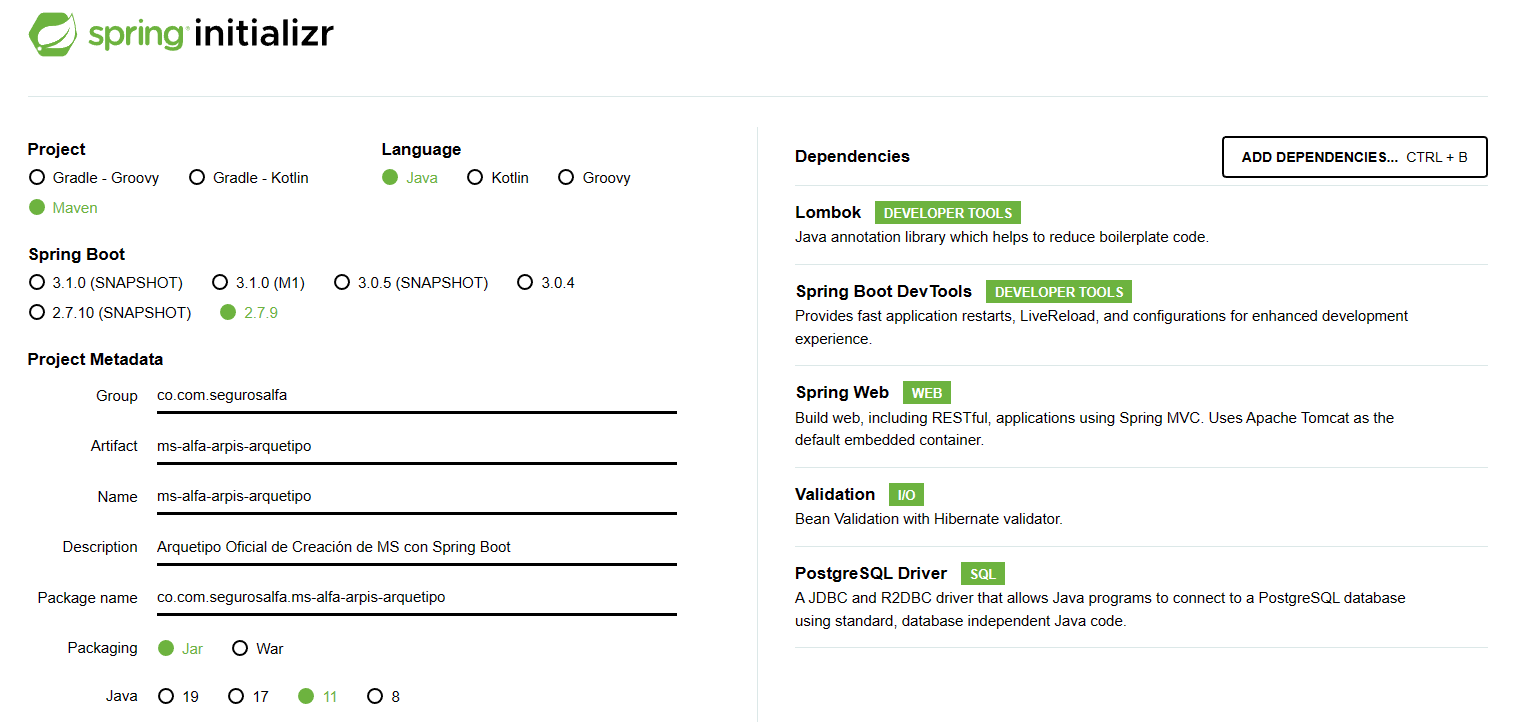 spring initializr
Project
Gradle - Groovy Gradle - Kotlin
Maven
Language
Java Kotlin Groovy
Spring Boot
3.1.0 (SNAPSHOT) 3.1.0 (M1) 3.0.5 (SNAPSHOT) 3.0.4
2.7.10 (SNAPSHOT) 2.7.9
Project Metadata
Group co.com.segurosalfa
Artifact ms-alfa-arpis-arquetipo
Name ms-alfa-arpis-arquetipo
Description Arquetipo Oficial de Creación de MS con Spring Boot
Package name co.com.segurosalfa.ms-alfa-arpis-arquetipo
Packaging Jar War
Java 19 17 11 8
Dependencies ADD DEPENDENCIES... CTRL + B
Lombok DEVELOPER TOOLS
Java annotation library which helps to reduce boilerplate code.
Spring Boot DevTools DEVELOPER TOOLS
Provides fast application restarts, LiveReload, and configurations for enhanced development
experience.
Spring Web WEB
Build web, including RESTful, applications using Spring MVC. Uses Apache Tomcat as the
default embedded container.
Validation I/O
Bean Validation with Hibernate validator.
PostgreSQL Driver SQL
A JDBC and R2DBC driver that allows Java programs to connect to a PostgreSQL database
using standard, database independent Java code.